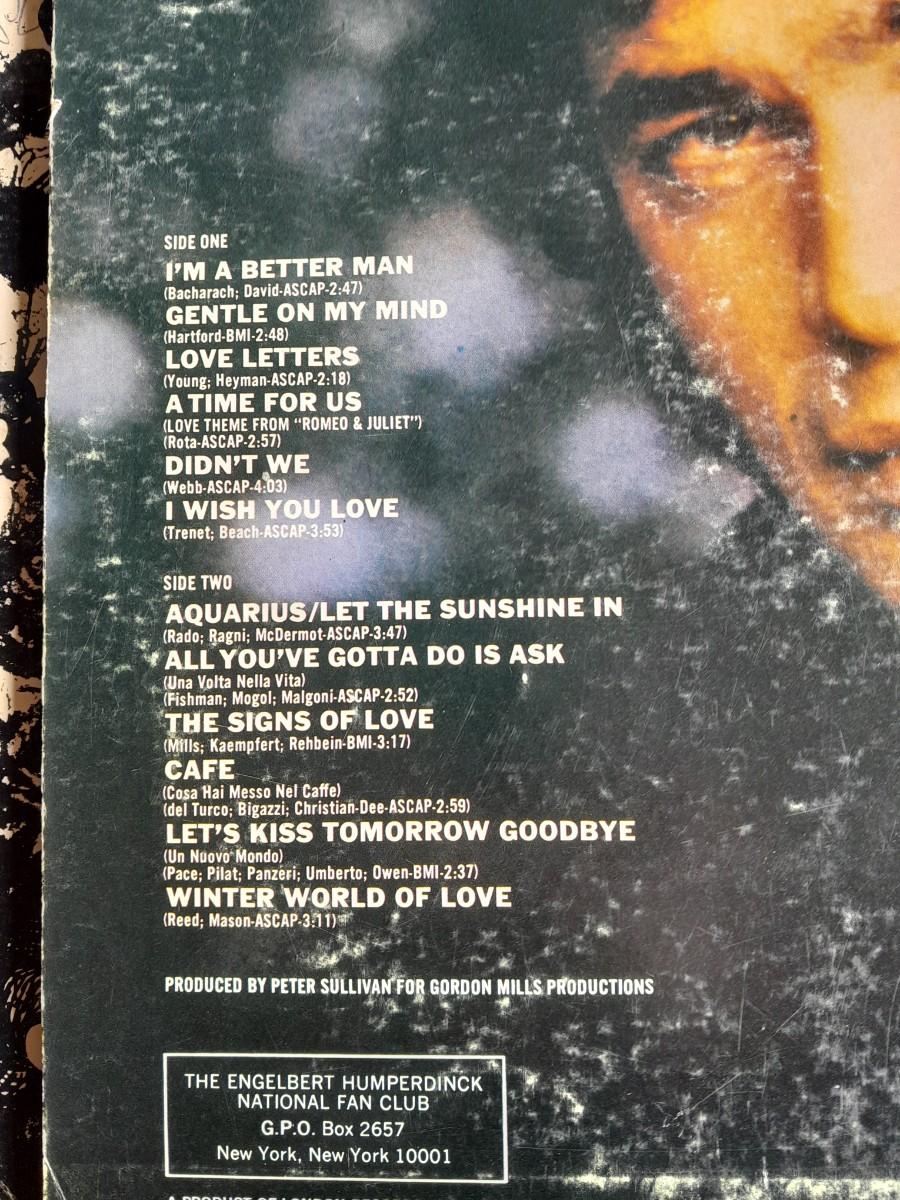 SIDE ONE
I'M A BETTER MAN
(Bacharach; David-ASCAP-2:47)
GENTLE ON MY MIND
(Hartford-BMI-2:48)
LOVE LETTERS
(Young; Heyman-ASCAP-2:18)
A TIME FOR US
(LOVE THEME FROM "ROMEO & JULIET")
(Rota-ASCAP-2:57)
DIDN'T WE
(Webb-ASCAP-4:03)
I WISH YOU LOVE
(Trenet; Beach-ASCAP-3:53)
SIDE TWO
AQUARIUS/LET THE SUNSHINE IN
(Rado; Ragni; McDermot-ASCAP-3:47)
ALL YOU'VE GOTTA DO IS ASK
(Una Volta Nella Vita)
(Fishman; Mogol; Malgoni-ASCAP-2:52)
THE SIGNS OF LOVE
(Mills; Kaempfert; Rehbein-BMI-3:17)
CAFE
(Cosa Hai Messo Nel Caffe)
(del Turco; Bigazzi; Christian-Dee-ASCAP-2:59)
LET'S KISS TOMORROW GOODBYE
(Un Nuovo Mondo)
(Pace; Pilat; Panzeri; Umberto; Owen-BMI-2:37)
WINTER WORLD OF LOVE
(Reed; Mason-ASCAP-3:11)
PRODUCED BY PETER SULLIVAN FOR GORDON MILLS PRODUCTIONS
THE ENGELBERT HUMPERDINCK
NATIONAL FAN CLUB
G.P.O. Box 2657
New York, New York 10001
A PRODUCT OF LONDON